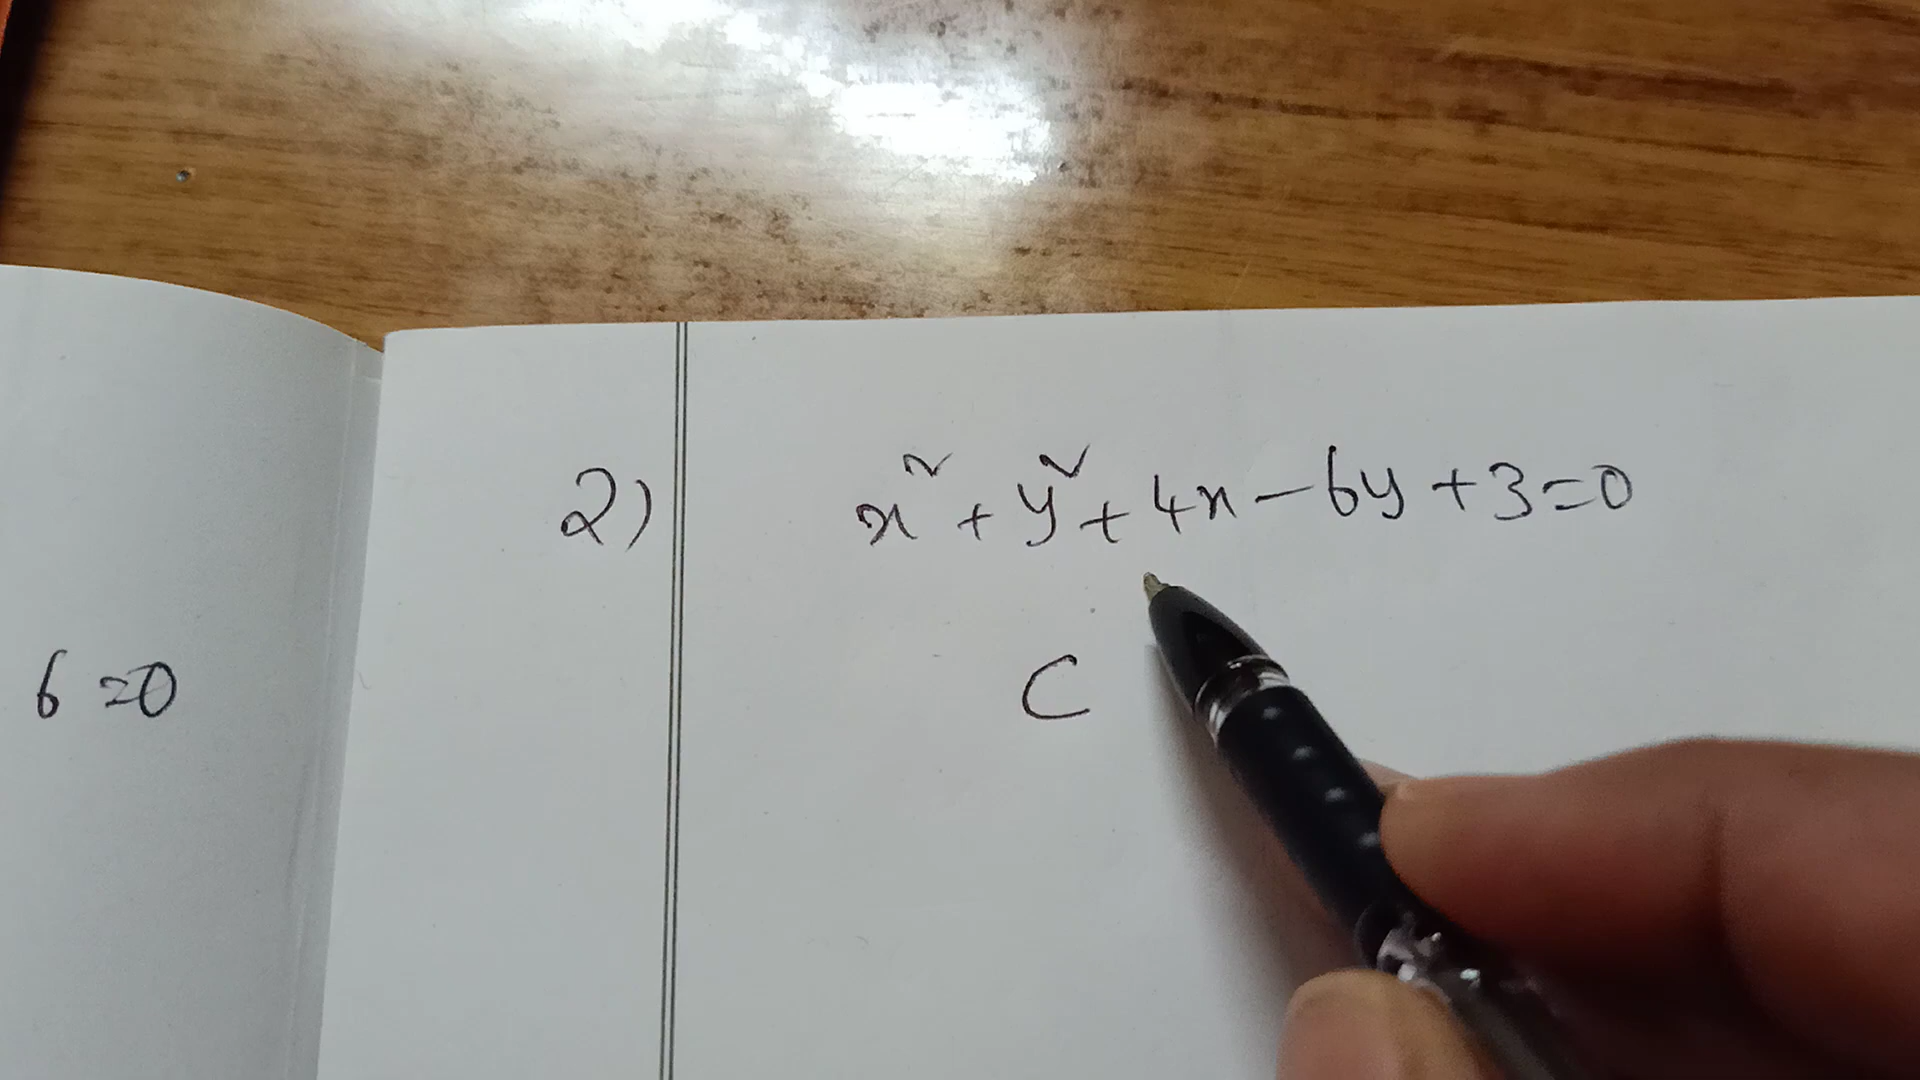 6 = 0
2) x² + y² + 4x - 6y + 3 = 0
C